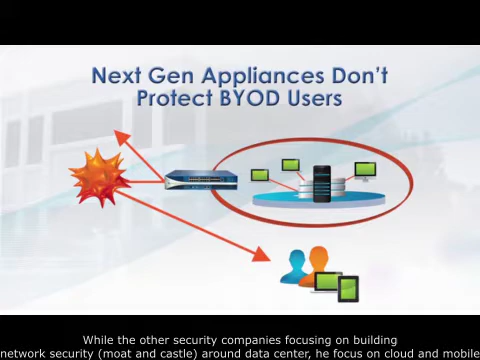 Next Gen Appliances Don't
Protect BYOD Users
While the other security companies focusing on building
network security (moat and castle) around data center, he focus on cloud and mobile